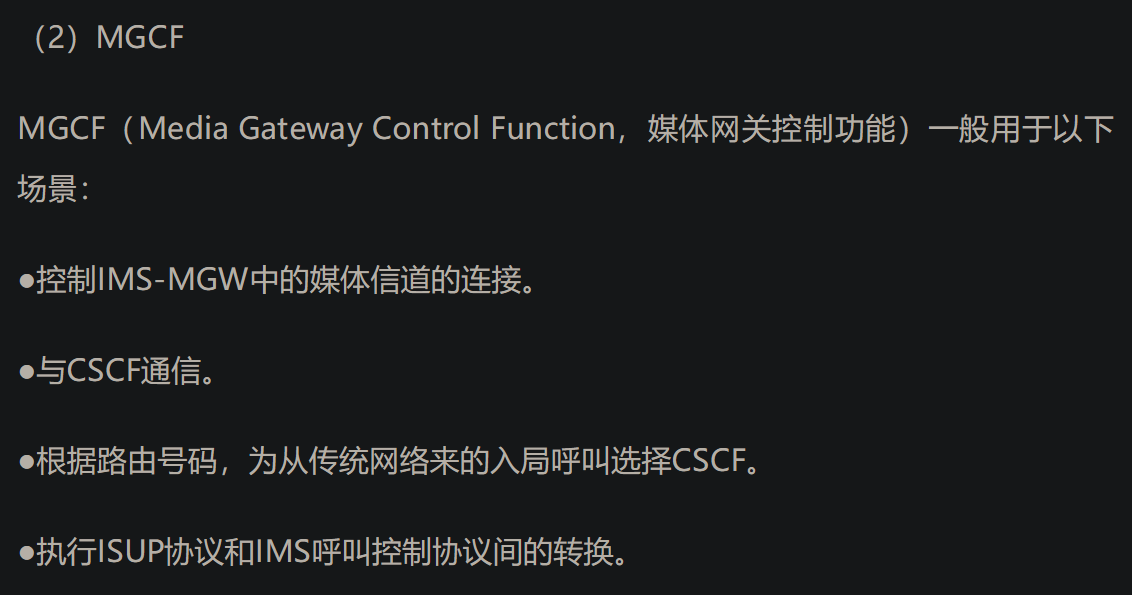 （2）MGCF
MGCF（Media Gateway Control Function，媒体网关控制功能）一般用于以下
场景：
●控制IMS-MGW中的媒体信道的连接。
●与CSCF通信。
●根据路由号码，为从传统网络来的入局呼叫选择CSCF。
●执行ISUP协议和IMS呼叫控制协议间的转换。